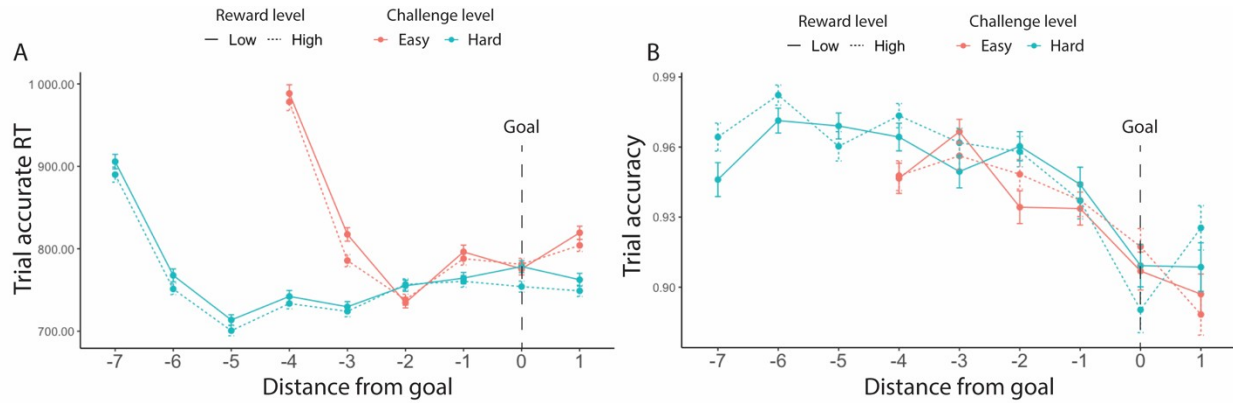 A
Reward level
Low High
Challenge level
Easy Hard
1 000.00
900.00
800.00
700.00
Trial accurate RT
Goal
-7 -6 -5 -4 -3 -2 -1 0 1
Distance from goal
B
Reward level
Low High
Challenge level
Easy Hard
0.99
0.96
0.93
0.90
Trial accuracy
Goal
-7 -6 -5 -4 -3 -2 -1 0 1
Distance from goal